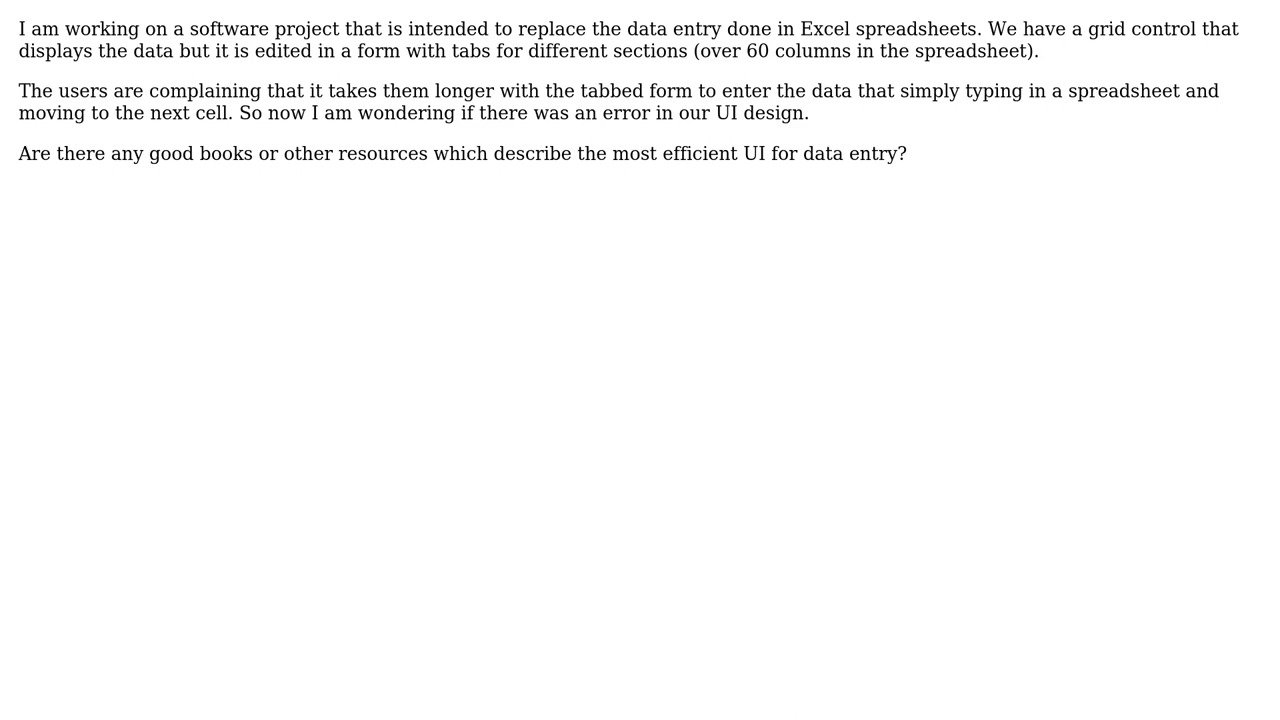 I am working on a software project that is intended to replace the data entry done in Excel spreadsheets. We have a grid control that
displays the data but it is edited in a form with tabs for different sections (over 60 columns in the spreadsheet).
The users are complaining that it takes them longer with the tabbed form to enter the data that simply typing in a spreadsheet and
moving to the next cell. So now I am wondering if there was an error in our UI design.
Are there any good books or other resources which describe the most efficient UI for data entry?